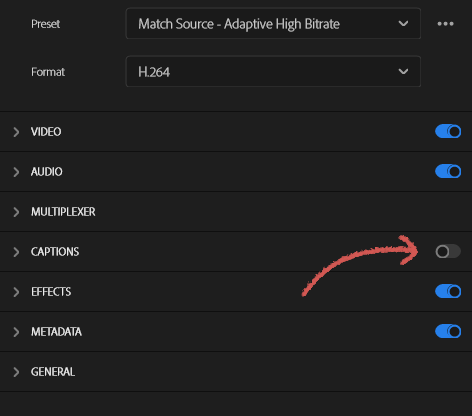 Preset Match Source - Adaptive High Bitrate
Format H.264
VIDEO
AUDIO
MULTIPLEXER
CAPTIONS
EFFECTS
METADATA
GENERAL